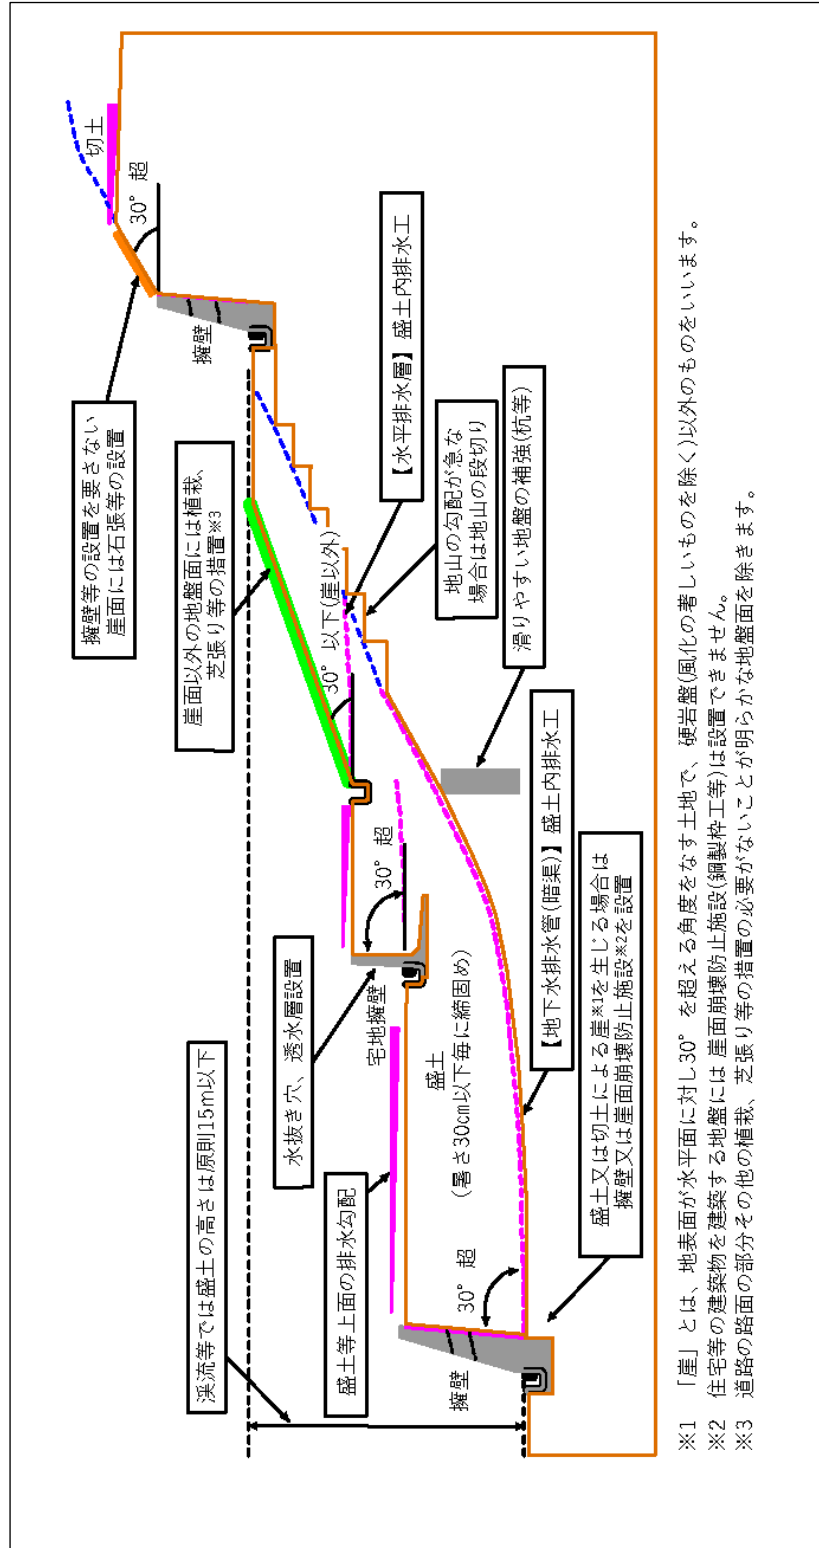 渓流等では盛土の高さは原則15m以下
盛土等上面の排水勾配
水抜き穴、透水層設置
崖面以外の地盤面には植栽、
芝張り等の措置※3
擁壁等の設置を要さない
崖面には石張等の設置
切土
30° 超
擁壁
30° 以下(崖以外)
【水平排水層】盛土内排水工
地山の勾配が急な
場合は地山の段切り
滑りやすい地盤の補強(杭等)
30° 超
宅地擁壁
盛土
(暑さ30cm以下毎に締固め)
【地下水排水管(暗渠)】盛土内排水工
30° 超
擁壁
盛土又は切土による崖※1を生じる場合は
擁壁又は崖面崩壊防止施設※2を設置
※1 「崖」とは、地表面が水平面に対し30° を超える角度をなす土地で、硬岩盤(風化の著しいものを除く)以外のものをいいます。
※2 住宅等の建築物を建築する地盤には崖面崩壊防止施設(鋼製枠工等)は設置できません。
※3 道路の路面の部分その他の植栽、芝張り等の措置の必要がないことが明らかな地盤面を除きます。